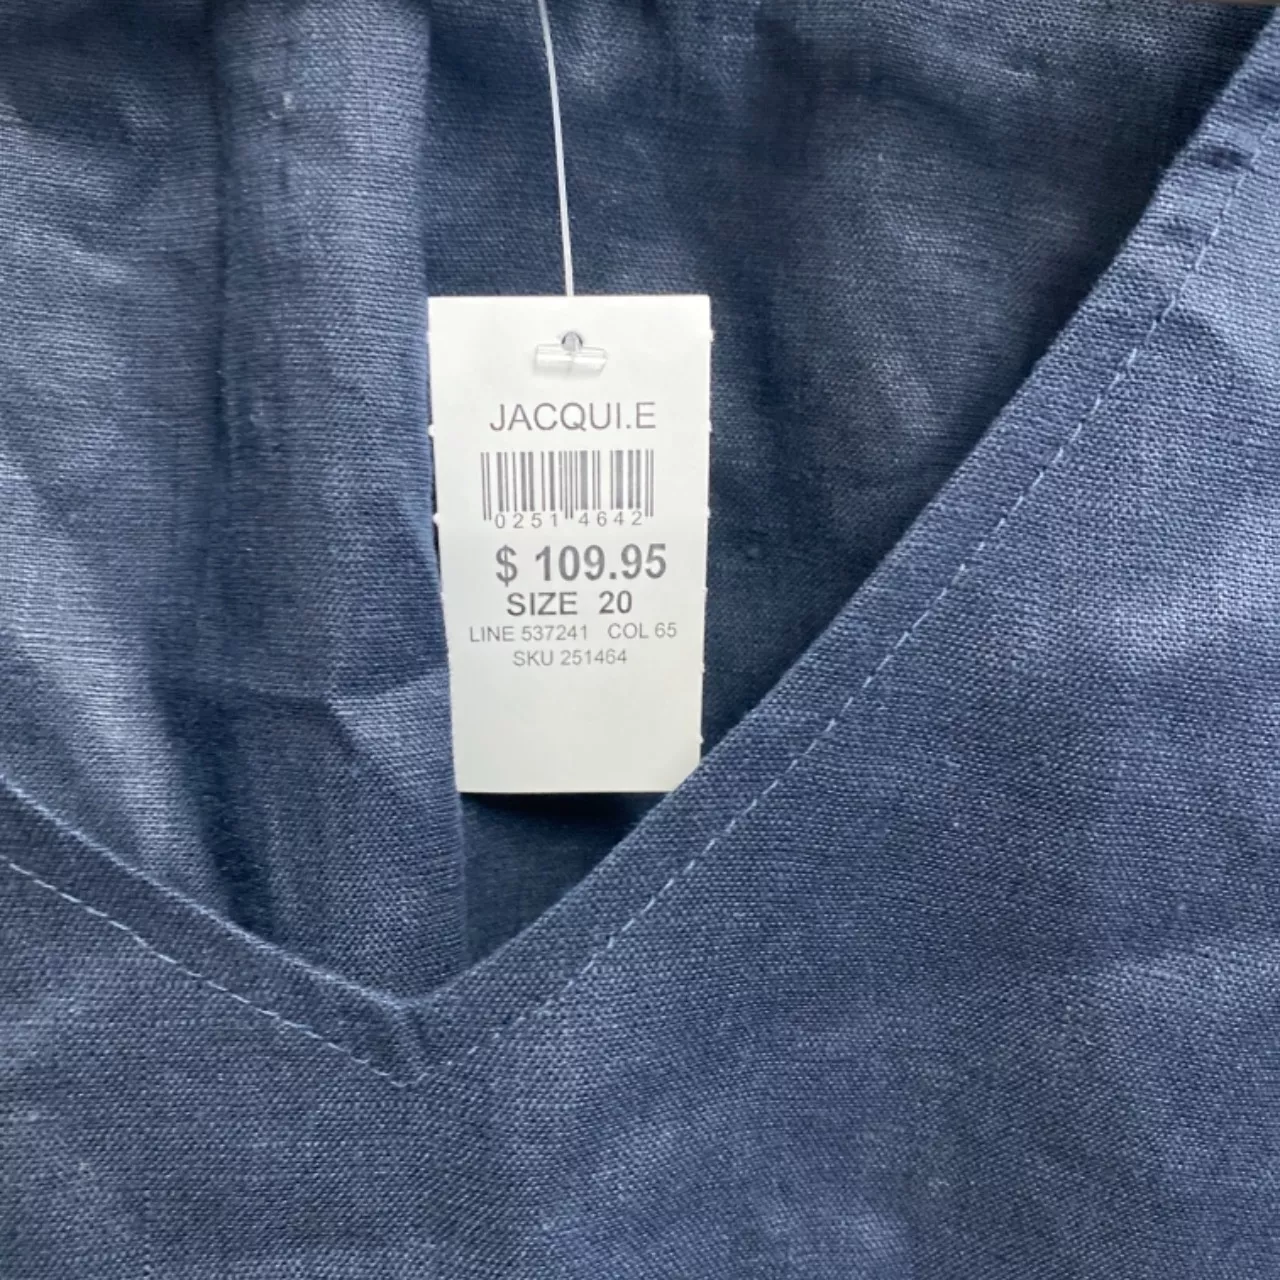 JACQUI.E
0251 4642
$ 109.95
SIZE 20
LINE 537241 COL 65
SKU 251464